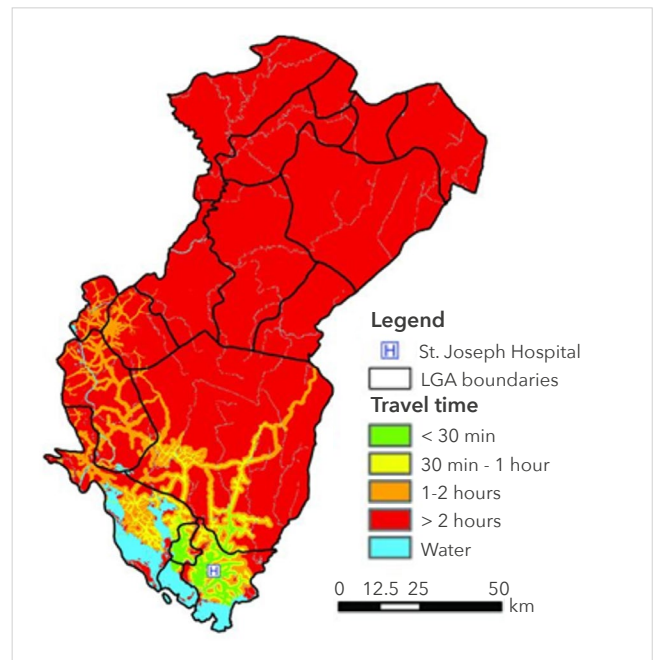 Legend
H St. Joseph Hospital
LGA boundaries
Travel time
< 30 min
30 min - 1 hour
1-2 hours
> 2 hours
Water
H
0 12.5 25 50
km